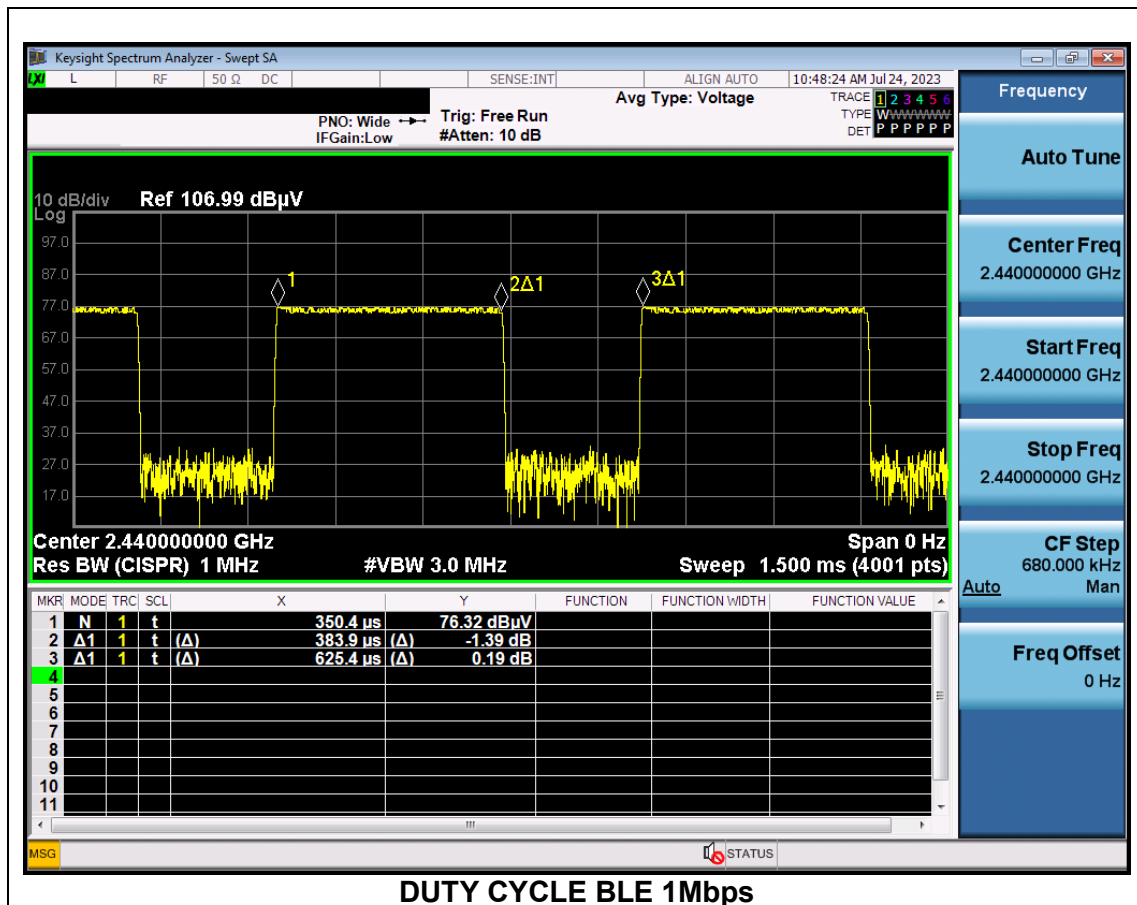 Keysight Spectrum Analyzer - Swept SA
LXI L RF 50 Ω DC SENSE:INT ALIGN AUTO 10:48:24 AM Jul 24, 2023
Avg Type: Voltage TRACE 1 2 3 4 5 6
PNO: Wide Trig: Free Run TYPE WWWWWW
IFGain:Low #Atten: 10 dB DET P P P P P P
Frequency
Auto Tune
Center Freq
2.440000000 GHz
Start Freq
2.440000000 GHz
Stop Freq
2.440000000 GHz
CF Step
680.000 kHz
Auto Man
Freq Offset
0 Hz
10 dB/div Ref 106.99 dBµV
Log
97.0
87.0
77.0
67.0
57.0
47.0
37.0
27.0
17.0
1
2Δ1
3Δ1
Center 2.440000000 GHz Span 0 Hz
Res BW (CISPR) 1 MHz #VBW 3.0 MHz Sweep 1.500 ms (4001 pts)
MKR MODE TRC SCL X Y FUNCTION FUNCTION WIDTH FUNCTION VALUE
1 N 1 t 350.4 µs 76.32 dBµV
2 Δ1 1 t (Δ) 383.9 µs (Δ) -1.39 dB
3 Δ1 1 t (Δ) 625.4 µs (Δ) 0.19 dB
4
5
6
7
8
9
10
11
MSG STATUS
DUTY CYCLE BLE 1Mbps